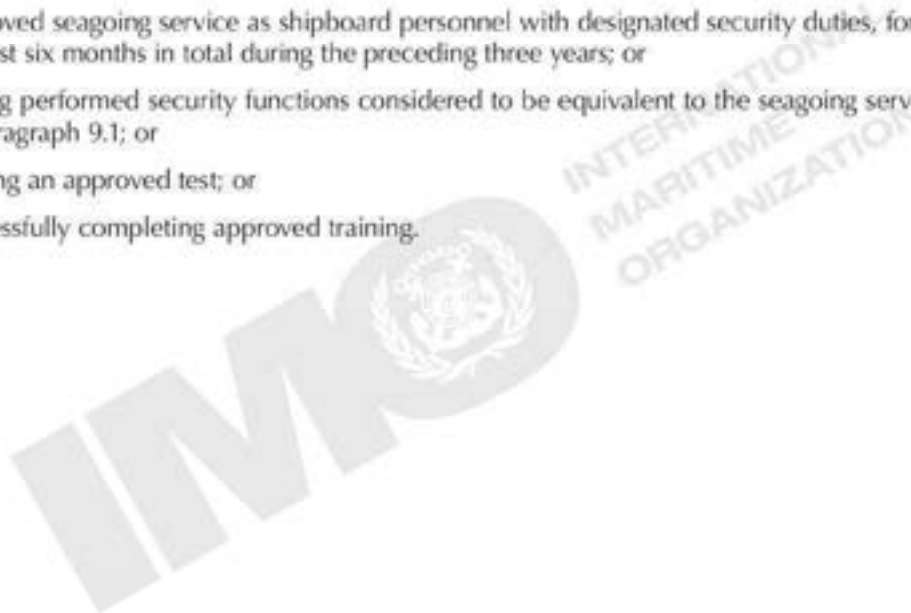 ved seagoing service as shipboard personnel with designated security duties, for
st six months in total during the preceding three years; or
g performed security functions considered to be equivalent to the seagoing serv
ragraph 9.1; or
ng an approved test; or
essfully completing approved training.
INTERNATIONAL
MARITIME
ORGANIZATION
IMO